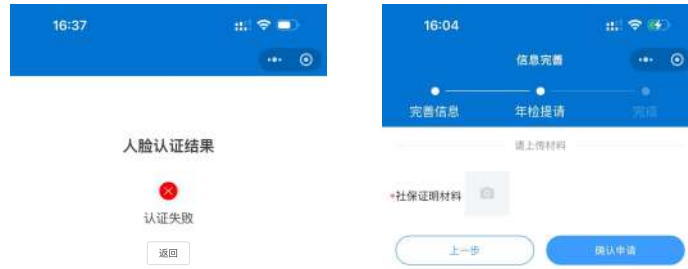 16:37
人脸认证结果
认证失败
返回
16:04
信息完善
完善信息
年检提请
完结
请上传材料
*社保证明材料
上一步
确认申请